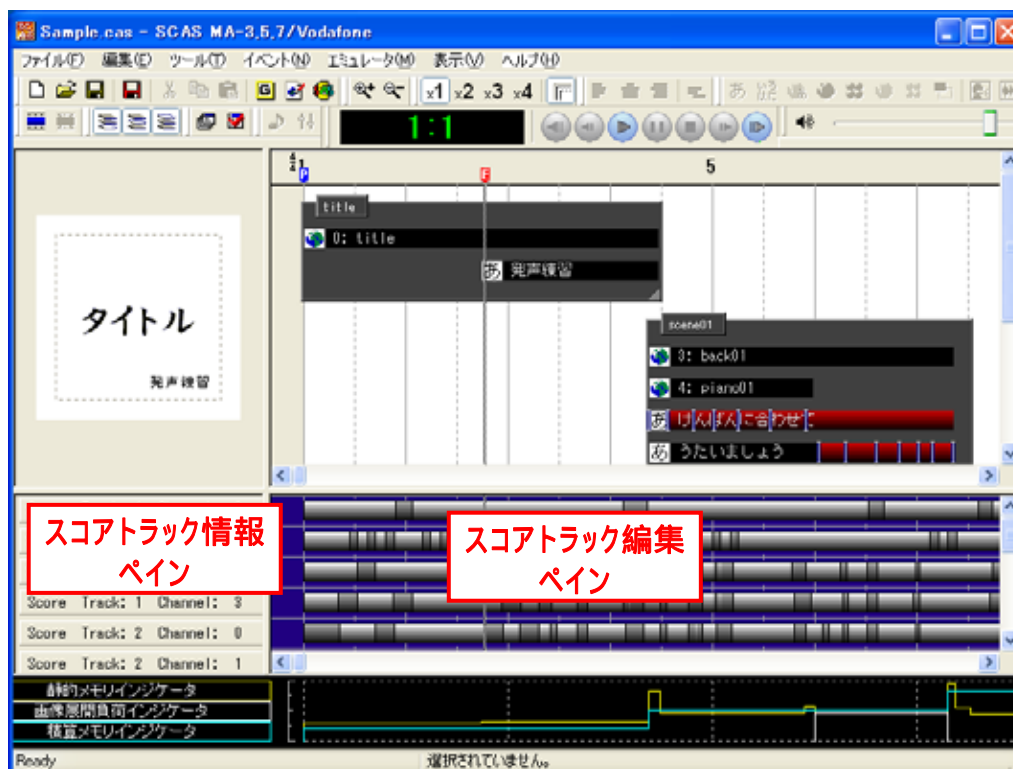 Sample.cas - SCAS MA-3,5,7/Vodafone
ファイル(F) 編集(E) ツール(T) イベント(N) エミュレータ(M) 表示(V) ヘルプ(H)
x1 x2 x3 x4
1:1
4/4 1 5
title
0: title
あ 発声練習
タイトル
発声練習
scene01
3: back01
4: piano01
あ けんばんに合わせて
あ うたいましょう
スコアトラック情報
ペイン
スコアトラック編集
ペイン
Score Track: 1 Channel: 3
Score Track: 2 Channel: 0
Score Track: 2 Channel: 1
静的メモリインジケータ
画像展開負荷インジケータ
積算メモリインジケータ
Ready 選択されていません。